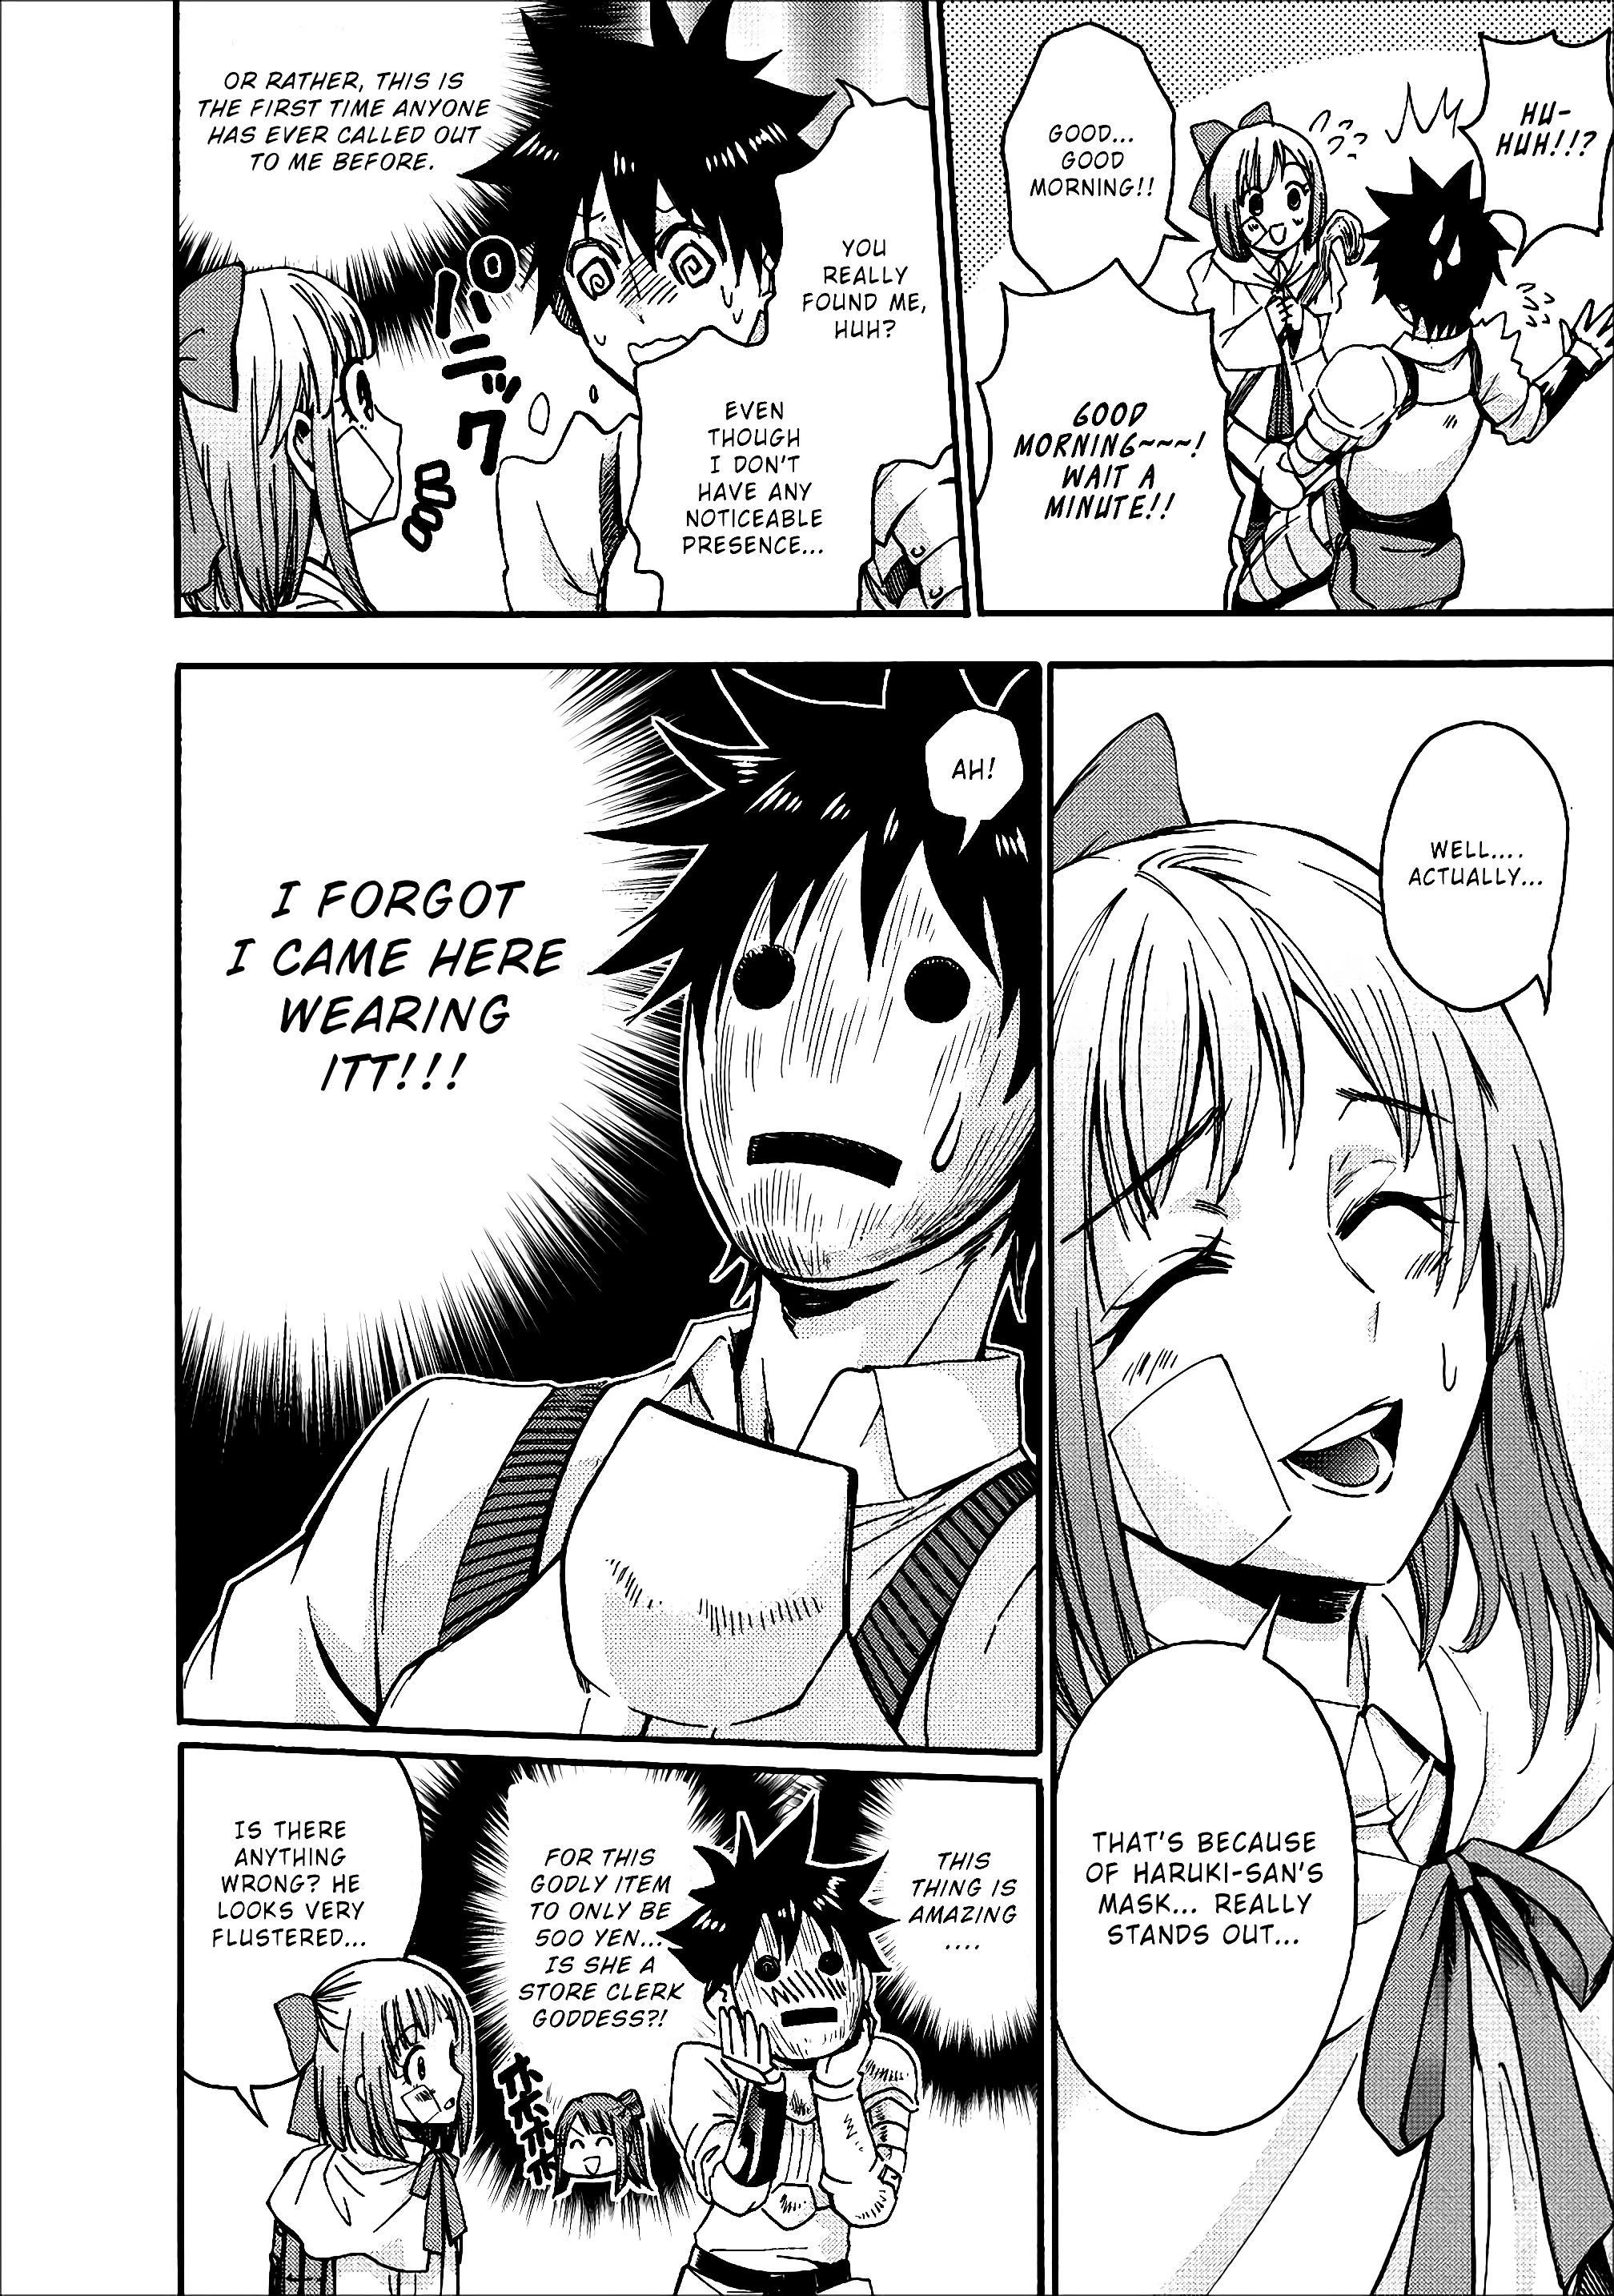 HU-
HUH!!?
GOOD...
GOOD
MORNING!!
GOOD
MORNING~~~!
WAIT A
MINUTE!!
YOU
REALLY
FOUND ME,
HUH?
EVEN
THOUGH
I DON'T
HAVE ANY
NOTICEABLE
PRESENCE...
パニック
OR RATHER, THIS IS
THE FIRST TIME ANYONE
HAS EVER CALLED OUT
TO ME BEFORE.
WELL....
ACTUALLY...
THAT'S BECAUSE
OF HARUKI-SAN'S
MASK... REALLY
STANDS OUT...
AH!
I FORGOT
I CAME HERE
WEARING
ITT!!!
THIS
THING IS
AMAZING
....
FOR THIS
GODLY ITEM
TO ONLY BE
500 YEN...
IS SHE A
STORE CLERK
GODDESS?!
ホホホホ
IS THERE
ANYTHING
WRONG? HE
LOOKS VERY
FLUSTERED...